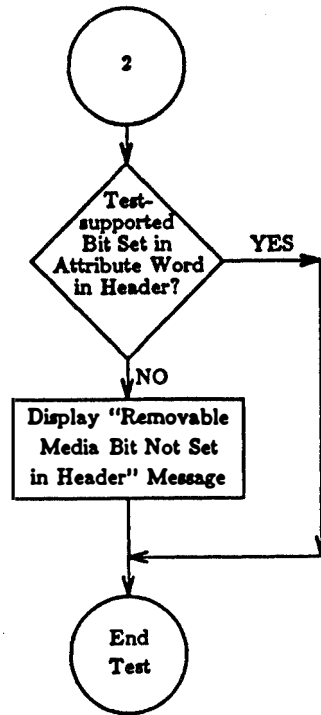 2
Test-
supported
Bit Set in
Attribute Word
in Header?
YES
NO
Display "Removable
Media Bit Not Set
in Header" Message
End
Test